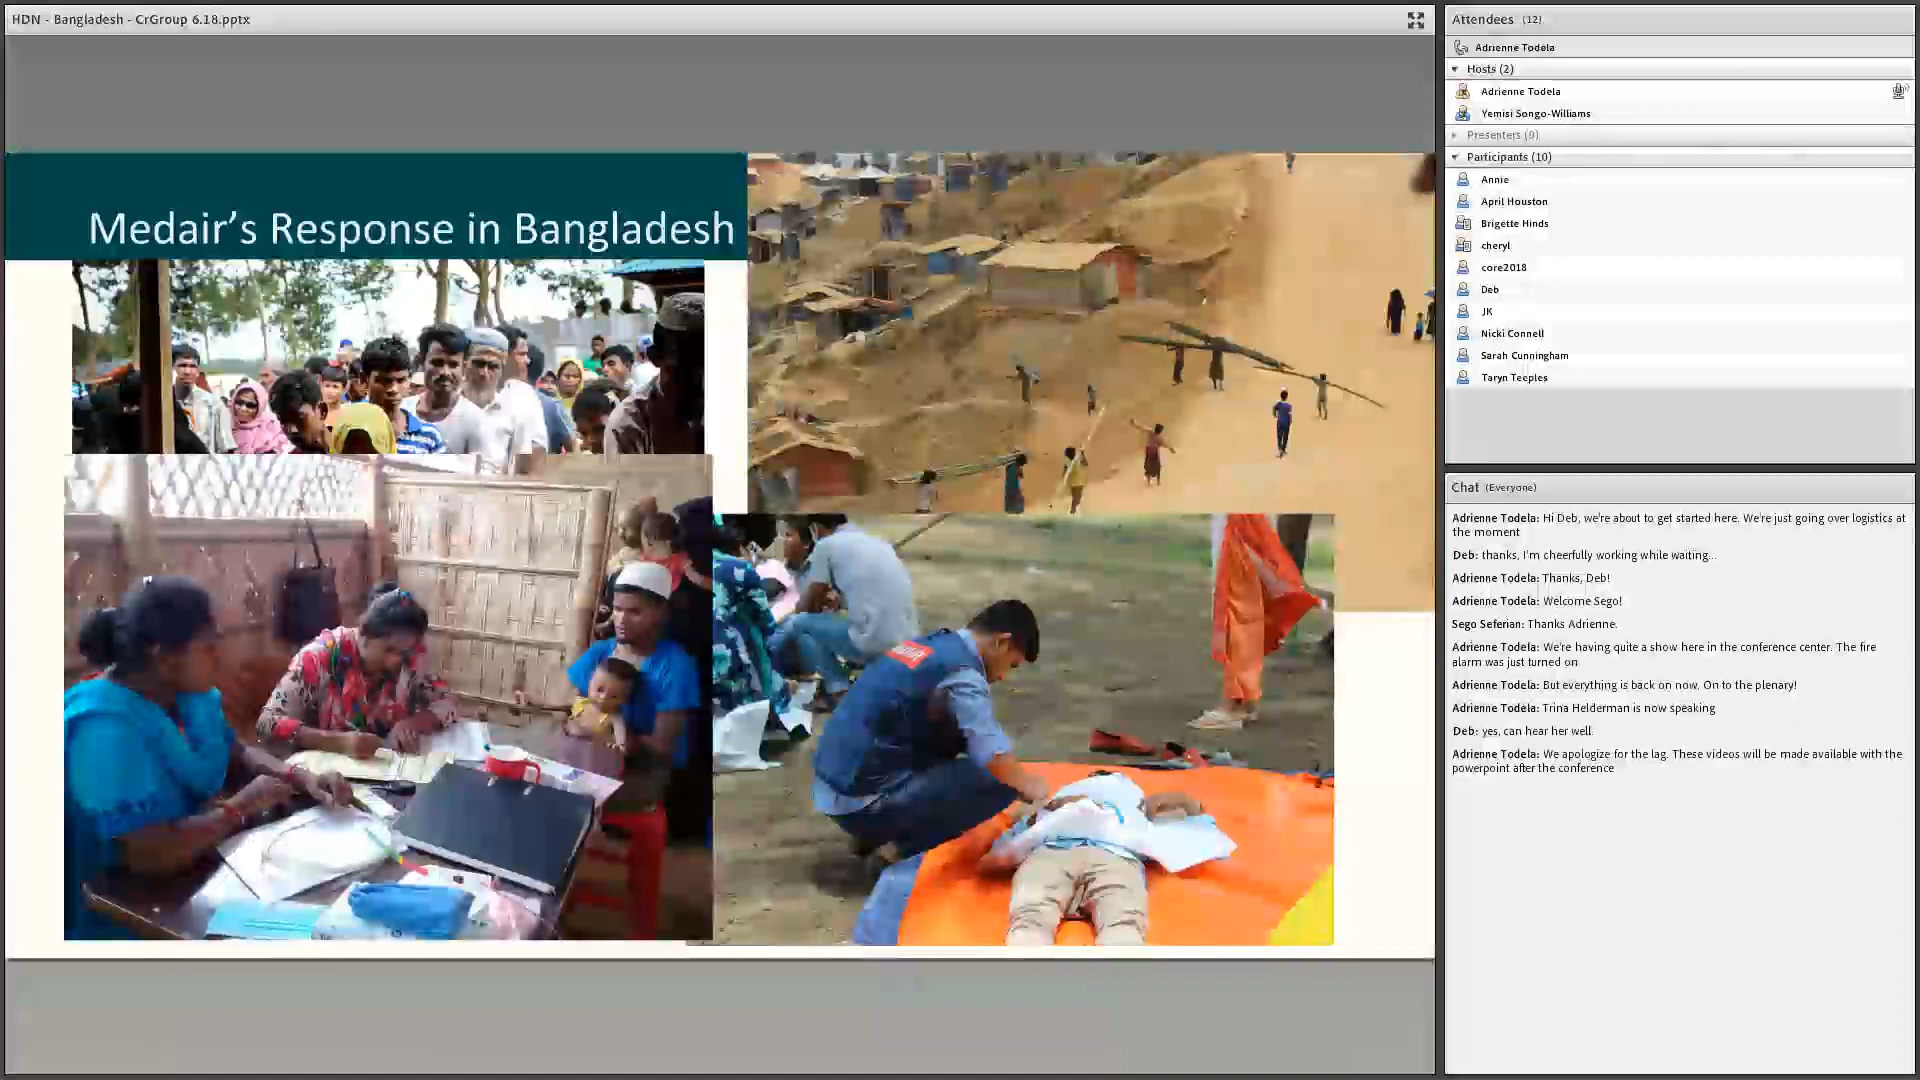 HDN - Bangladesh - CrGroup 6.18.pptx
Medair’s Response in Bangladesh
Attendees (12)
Adrienne Todela
Hosts (2)
Adrienne Todela
Yemisi Songo-Williams
Presenters (0)
Participants (10)
Annie
April Houston
Brigette Hinds
cheryl
core2018
Deb
JK
Nicki Connell
Sarah Cunningham
Taryn Teeples
Chat (Everyone)
Adrienne Todela: Hi Deb, we're about to get started here. We're just going over logistics at
the moment
Deb: thanks, I'm cheerfully working while waiting...
Adrienne Todela: Thanks, Deb!
Adrienne Todela: Welcome Sego!
Sego Seferian: Thanks Adrienne.
Adrienne Todela: We're having quite a show here in the conference center. The fire
alarm was just turned on
Adrienne Todela: But everything is back on now. On to the plenary!
Adrienne Todela: Trina Helderman is now speaking
Deb: yes, can hear her well.
Adrienne Todela: We apologize for the lag. These videos will be made available with the
powerpoint after the conference